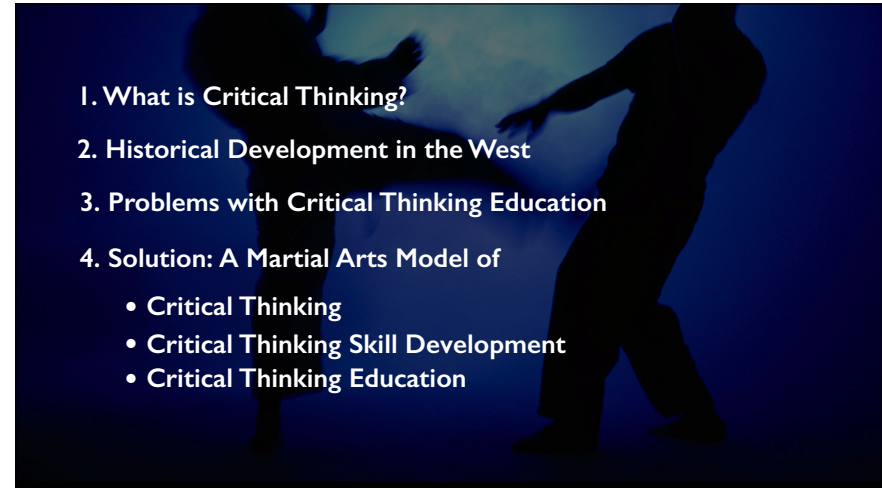 1. What is Critical Thinking?
2. Historical Development in the West
3. Problems with Critical Thinking Education
4. Solution: A Martial Arts Model of
• Critical Thinking
• Critical Thinking Skill Development
• Critical Thinking Education